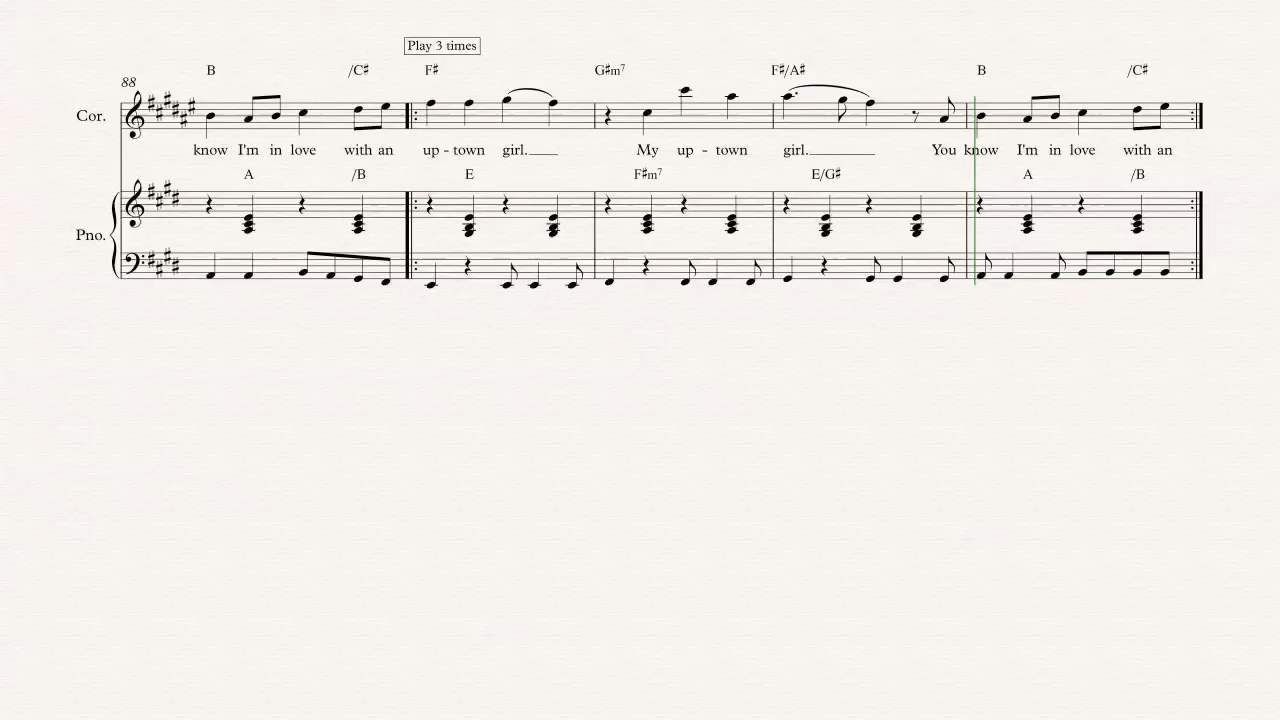 Play 3 times
88
B /C♯ F♯ G♯m7 F♯/A♯ B /C♯
Cor.
know I'm in love with an up - town girl. My up - town girl. You know I'm in love with an
A /B E F♯m7 E/G♯ A /B
Pno.